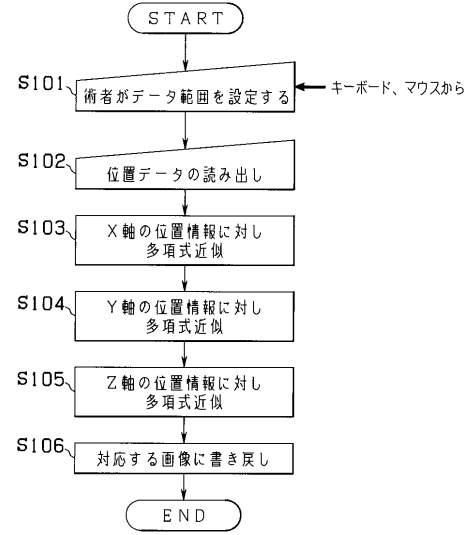 START
S101
術者がデータ範囲を設定する
キーボード、マウスから
S102
位置データの読み出し
S103
X軸の位置情報に対し
多項式近似
S104
Y軸の位置情報に対し
多項式近似
S105
Z軸の位置情報に対し
多項式近似
S106
対応する画像に書き戻し
END